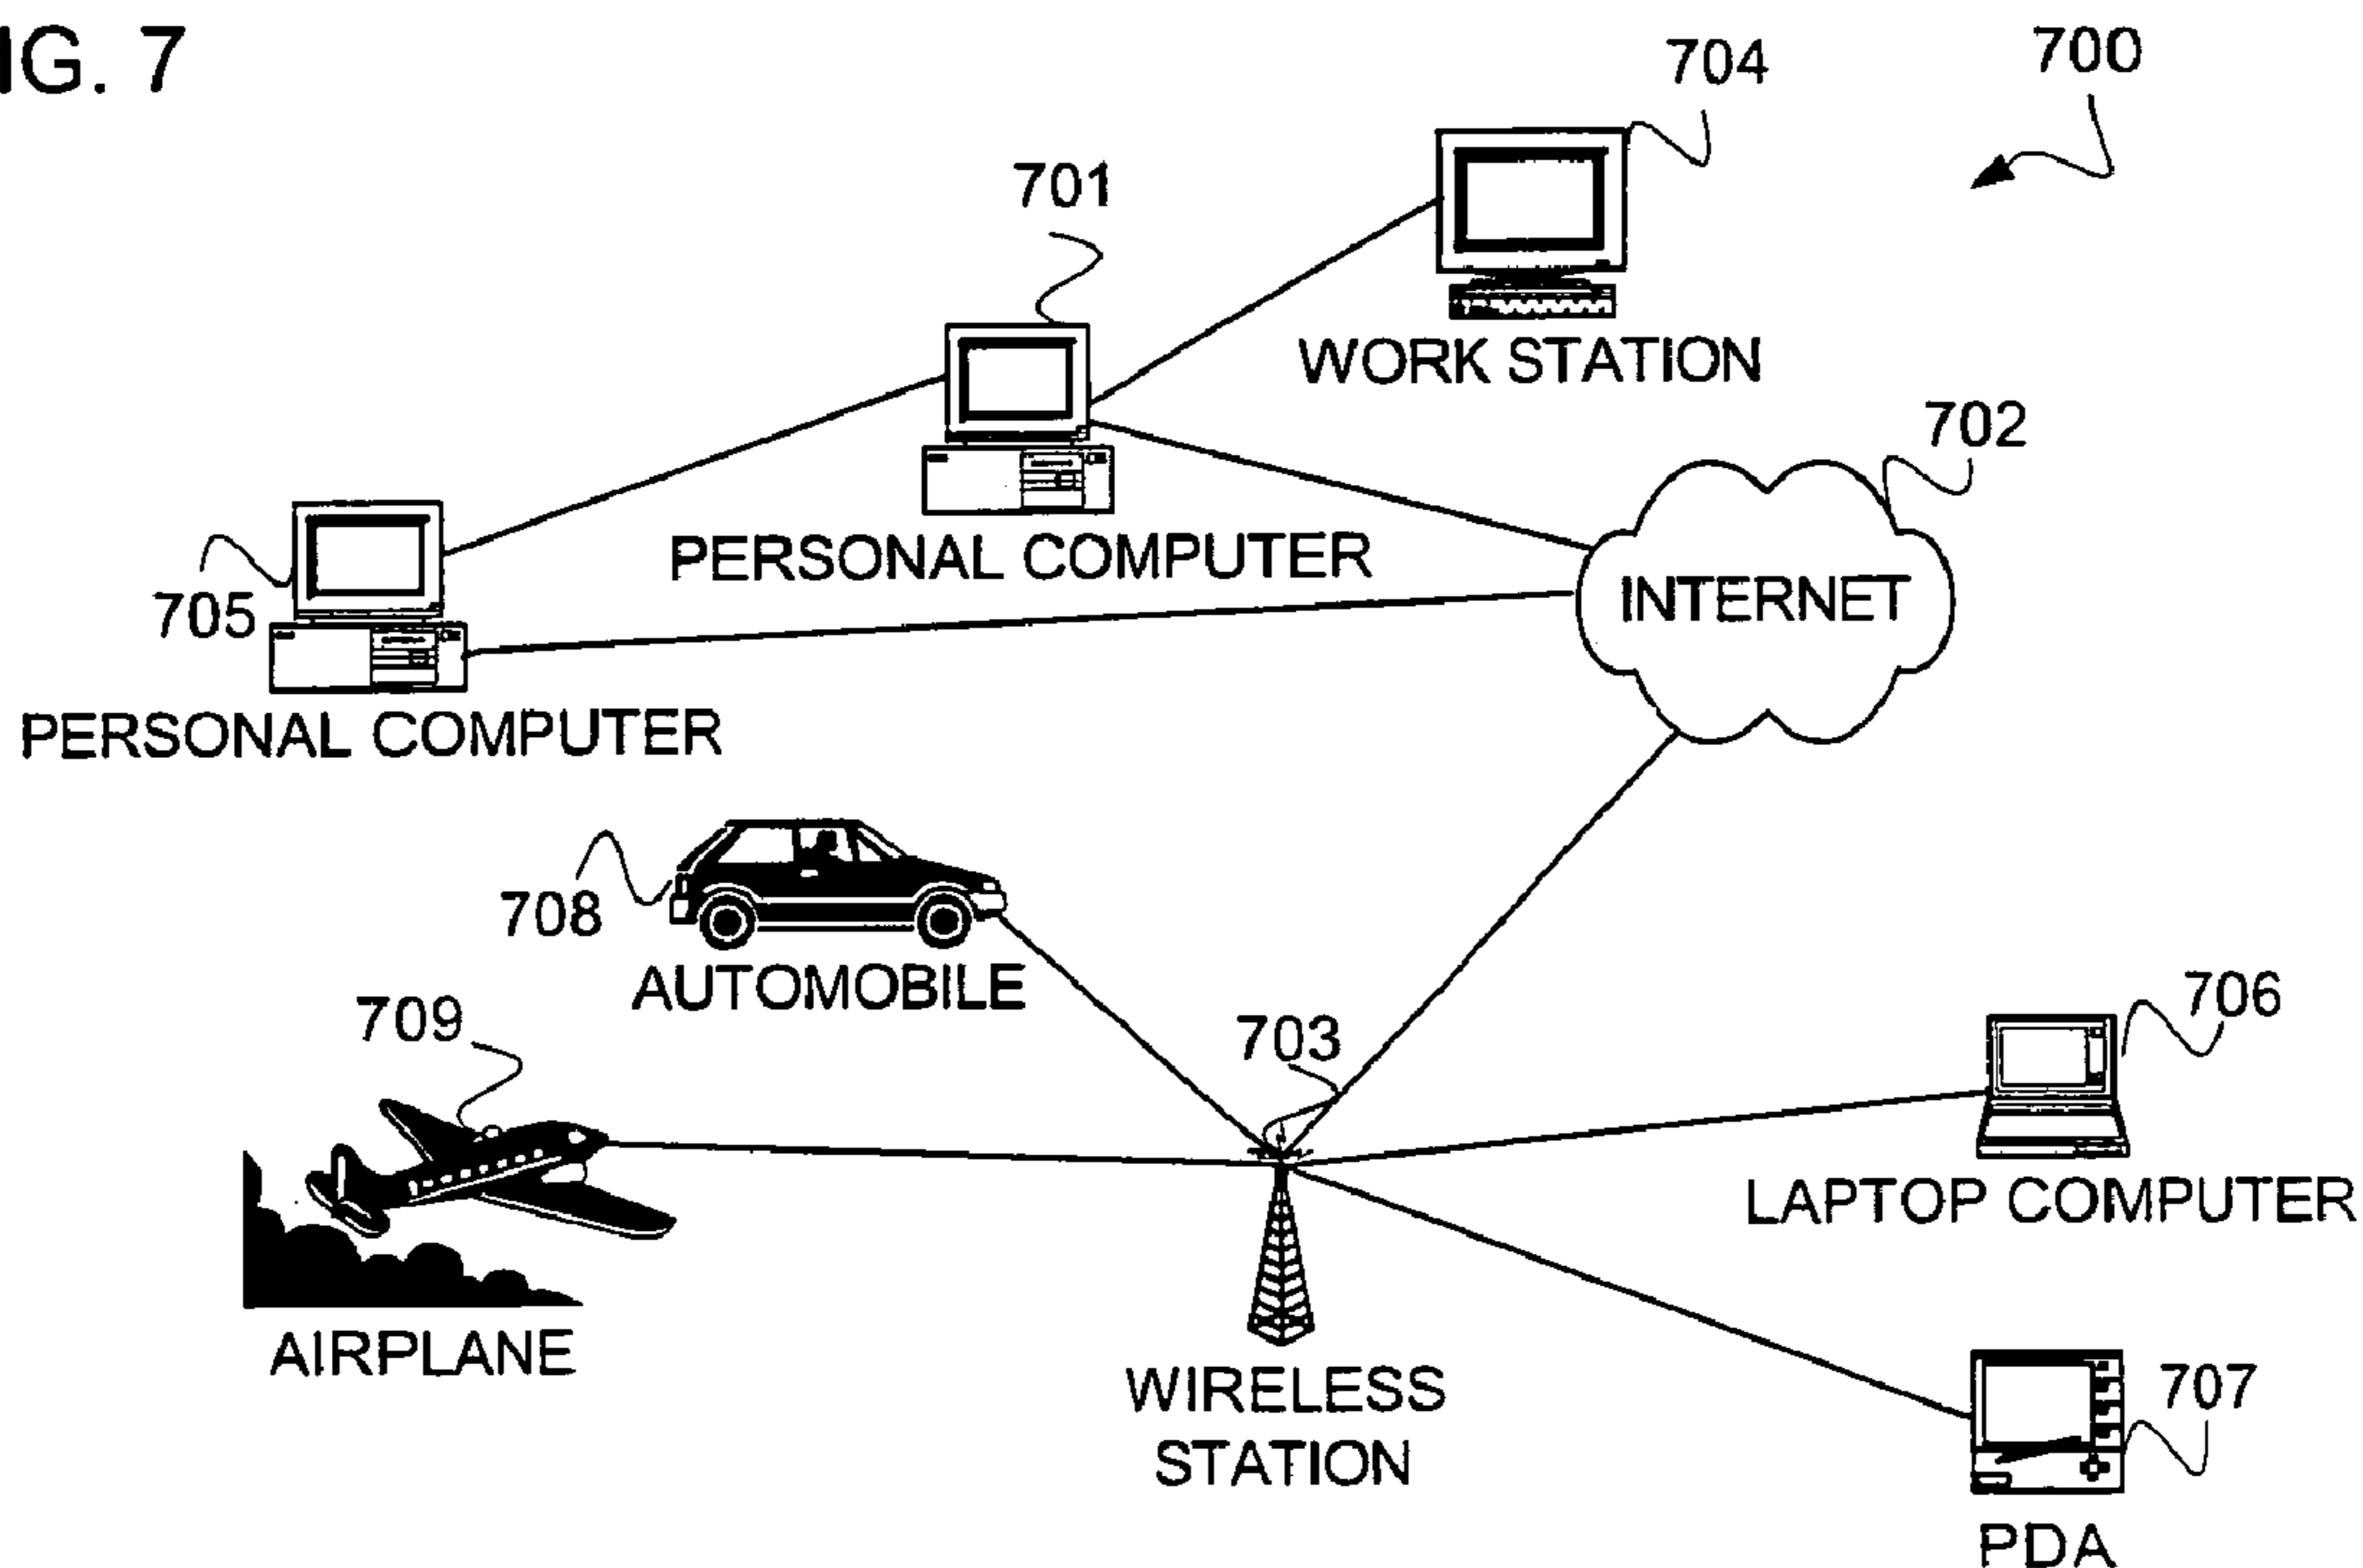 IG. 7
704
700
701
WORK STATION
702
PERSONAL COMPUTER
INTERNET
705
PERSONAL COMPUTER
708
AUTOMOBILE
709
703
706
LAPTOP COMPUTER
AIRPLANE
WIRELESS
STATION
707
PDA